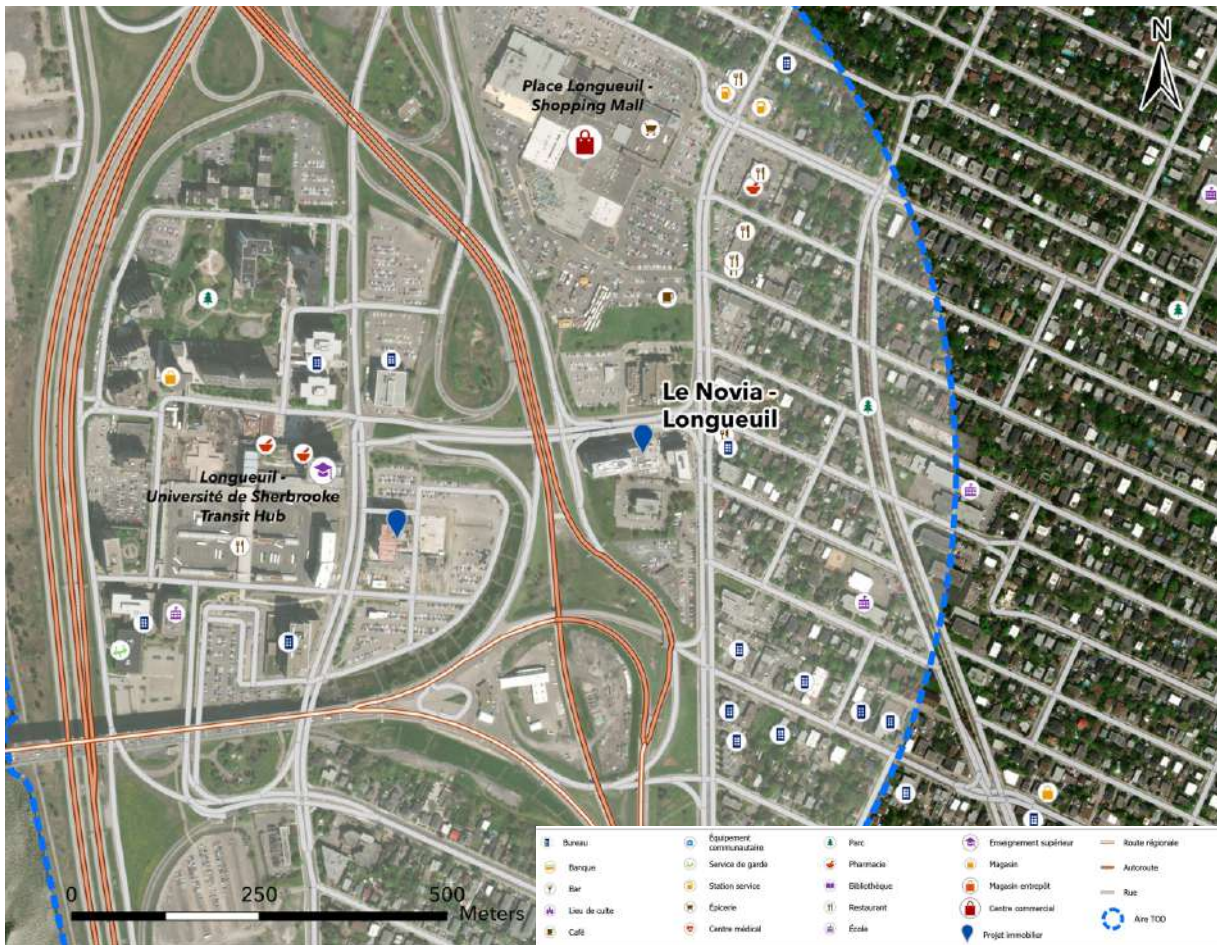 N
Place Longueuil -
Shopping Mall
Le Novia -
Longueuil
Longueuil -
Université de Sherbrooke
Transit Hub
0 250 500
Meters
Bureau
Banque
Bar
Lieu de culte
Café
Équipement
communautaire
Service de garde
Station service
Épicerie
Centre médical
Parc
Pharmacie
Bibliothèque
Restaurant
École
Enseignement supérieur
Magasin
Magasin entrepôt
Centre commercial
Projet immobilier
Route régionale
Autoroute
Rue
Aire TOD